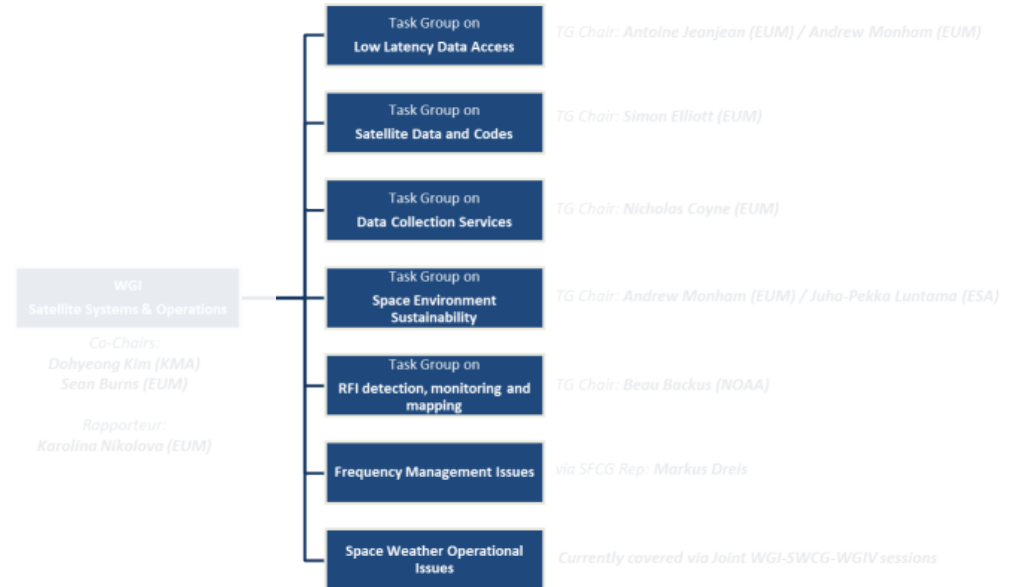 Task Group on
Low Latency Data Access
TG Chair: Antoine Jeanjean (EUM) / Andrew Monham (EUM)
Task Group on
Satellite Data and Codes
TG Chair: Simon Elliott (EUM)
Task Group on
Data Collection Services
TG Chair: Nicholas Coyne (EUM)
WGI
Satellite Systems & Operations
Co-Chairs:
Dohyeong Kim (KMA)
Sean Burns (EUM)
Rapporteur:
Karolina Nikolova (EUM)
Task Group on
Space Environment
Sustainability
TG Chair: Andrew Monham (EUM) / Juha-Pekka Luntama (ESA)
Task Group on
RFI detection, monitoring and
mapping
TG Chair: Beau Backus (NOAA)
Frequency Management Issues
via SFCG Rep: Markus Dreis
Space Weather Operational
Issues
Currently covered via Joint WGI-SWCG-WGIV sessions